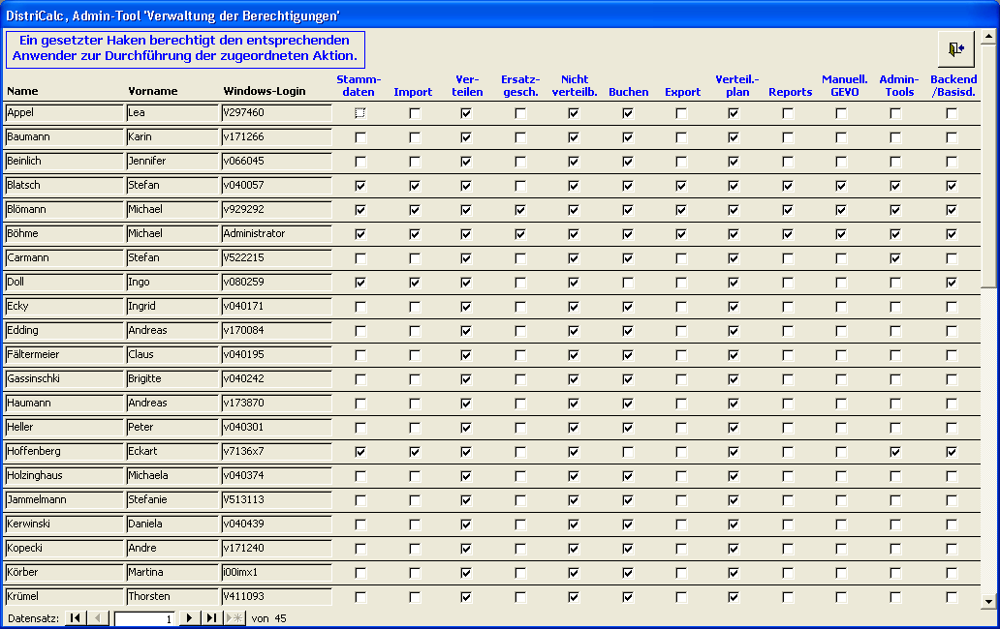 DistriCalc, Admin-Tool 'Verwaltung der Berechtigungen'
Ein gesetzter Haken berechtigt den entsprechenden
Anwender zur Durchführung der zugeordneten Aktion.
Name Vorname Windows-Login Stamm-daten Import Ver-teilen Ersatz-gesch. Nicht verteilb. Buchen Export Verteil.-plan Reports Manuell. GEVO Admin-Tools Backend /Basisd.
Appel Lea V297460
Baumann Karin v171266
Beinlich Jennifer v066045
Blatsch Stefan v040057
Blömann Michael v929292
Böhme Michael Administrator
Carmann Stefan V522215
Doll Ingo v080259
Ecky Ingrid v040171
Edding Andreas v170084
Fältermeier Claus v040195
Gassinschki Brigitte v040242
Haumann Andreas v173870
Heller Peter v040301
Hoffenberg Eckart v7136x7
Holzinghaus Michaela v040374
Jammelmann Stefanie V513113
Kerwinski Daniela v040439
Kopecki Andre v171240
Körber Martina i00imx1
Krümel Thorsten V411093
Datensatz: 1 von 45